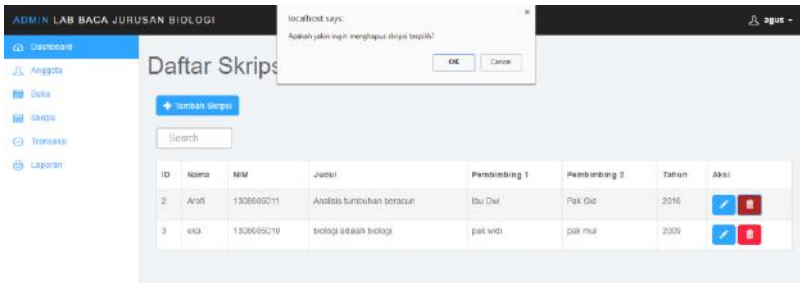 ADMIN LAB BACA JURUSAN BIOLOGI
agus
localhost says:
Apakah yakin ingin menghapus skripsi terpilih?
OK
Cancel
Dashboard
Anggota
Buku
Skripsi
Transaksi
Laporan
Daftar Skrips
Tambah Skripsi
Search
ID Nama NIM Judul Pembimbing 1 Pembimbing 2 Tahun Aksi
2 Arofi Analisis tumbuhan beracun Ibu Dwi Pak Gid 2016
3 eka biologi adalah biologi pak widi pak mul 2009